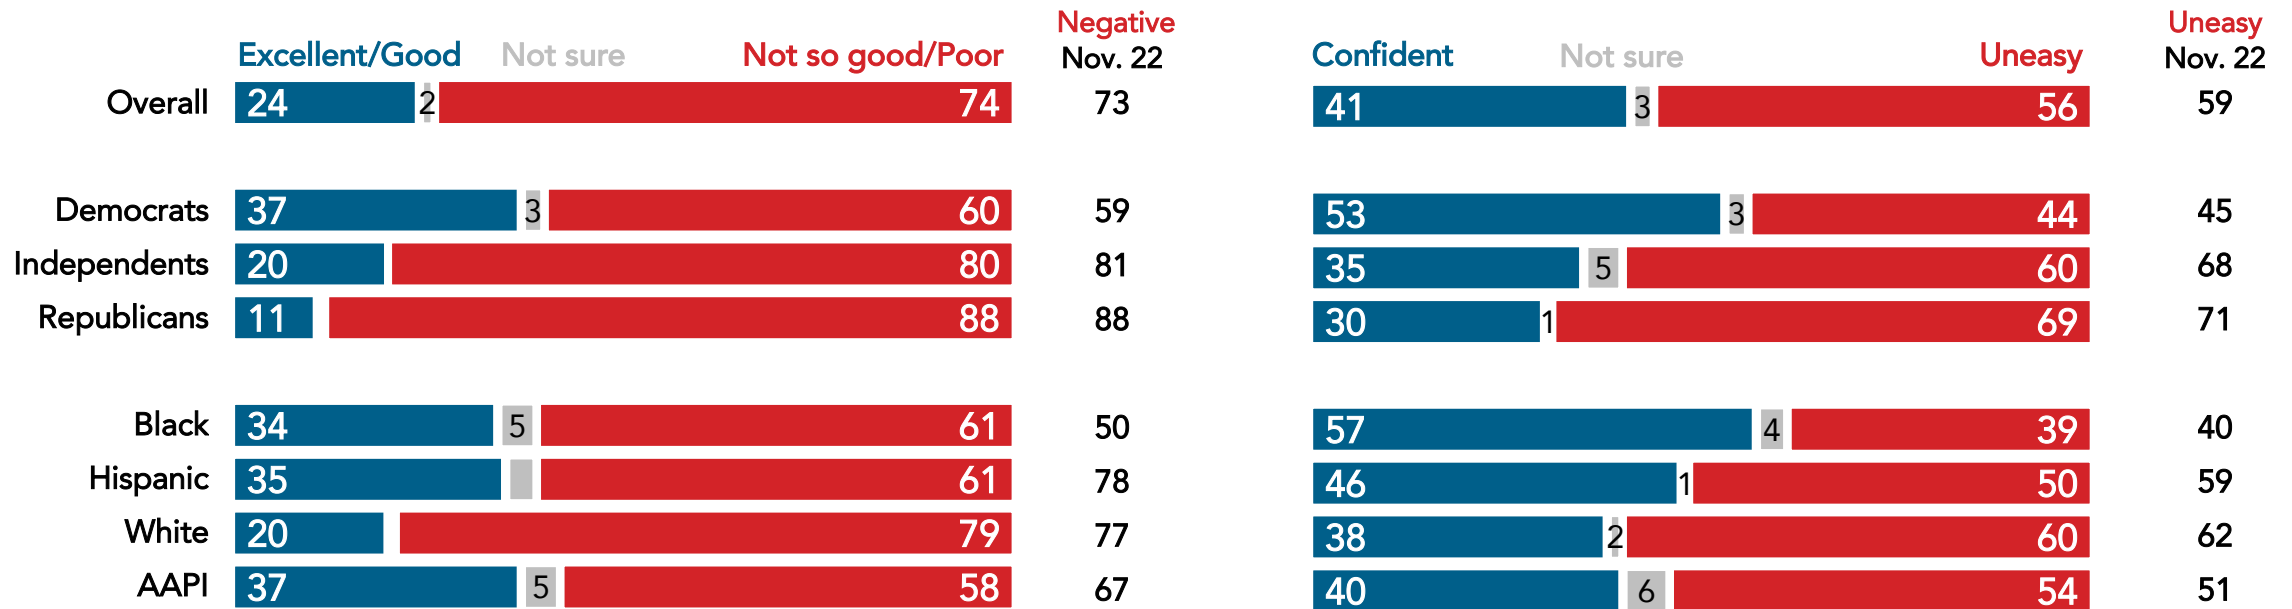 Negative Uneasy
Excellent/Good Not sure Not so good/Poor Nov. 22 Confident Not sure Uneasy Nov. 22
Overall 24 2 74 73 41 3 56 59
Democrats 37 3 60 59 53 3 44 45
Independents 20 80 81 35 5 60 68
Republicans 11 88 88 30 1 69 71
Black 34 5 61 50 57 4 39 40
Hispanic 35 61 78 46 1 50 59
White 20 79 77 38 2 60 62
AAPI 37 5 58 67 40 6 54 51